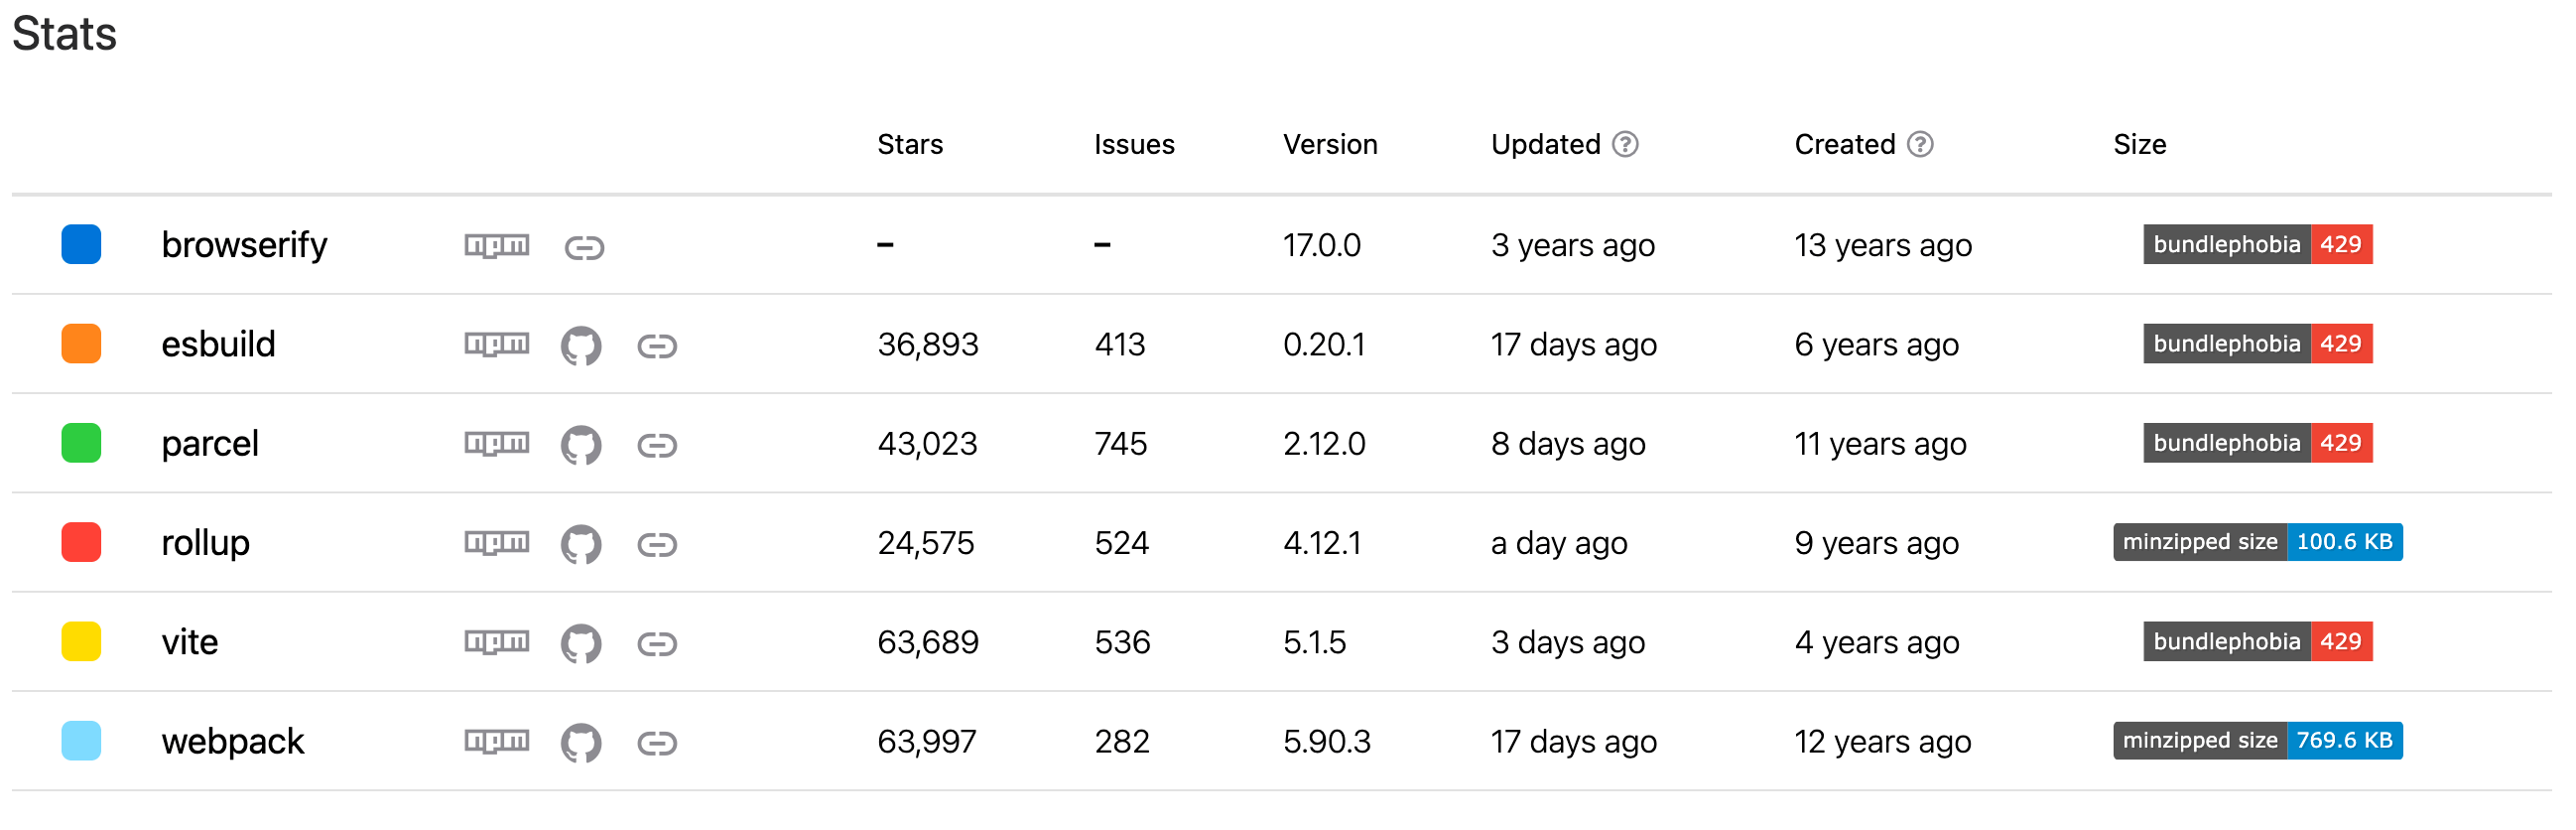 Stats
Stars Issues Version Updated ? Created ? Size
browserify npm – – 17.0.0 3 years ago 13 years ago bundlephobia 429
esbuild npm 36,893 413 0.20.1 17 days ago 6 years ago bundlephobia 429
parcel npm 43,023 745 2.12.0 8 days ago 11 years ago bundlephobia 429
rollup npm 24,575 524 4.12.1 a day ago 9 years ago minzipped size 100.6 KB
vite npm 63,689 536 5.1.5 3 days ago 4 years ago bundlephobia 429
webpack npm 63,997 282 5.90.3 17 days ago 12 years ago minzipped size 769.6 KB